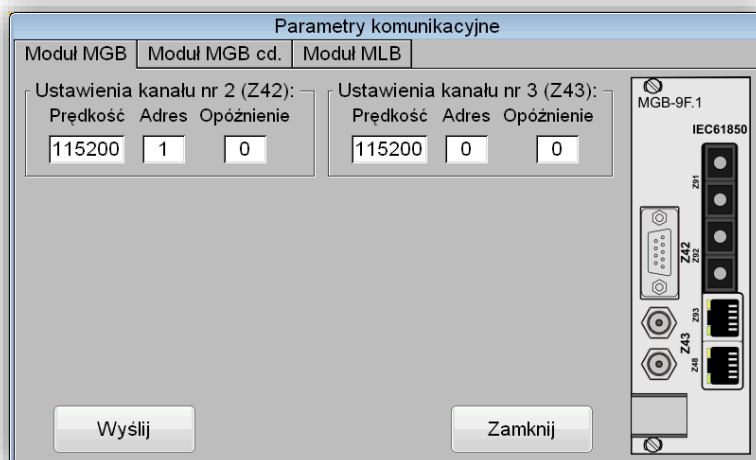 Parametry komunikacyjne
Moduł MGB Moduł MGB cd. Moduł MLB
Ustawienia kanału nr 2 (Z42): Ustawienia kanału nr 3 (Z43):
Prędkość Adres Opóźnienie Prędkość Adres Opóźnienie
115200 1 0 115200 0 0
MGB-9F.1
IEC61850
Z91
Z42
Z92
Z93
Z43
Z48
Wyślij Zamknij